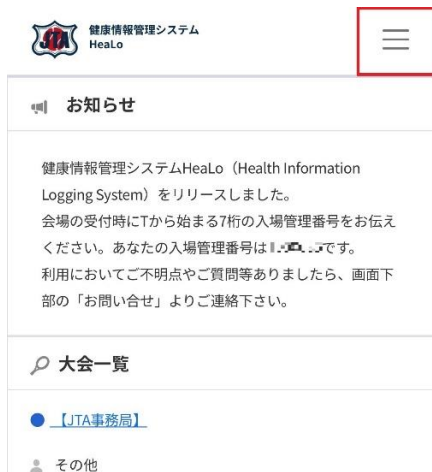 JTA
健康情報管理システム
HeaLo
お知らせ
健康情報管理システムHeaLo（Health Information
Logging System）をリリースしました。
会場の受付時にTから始まる7桁の入場管理番号をお伝え
ください。あなたの入場管理番号は です。
利用においてご不明点やご質問等ありましたら、画面下
部の「お問い合せ」よりご連絡下さい。
大会一覧
【JTA事務局】
その他